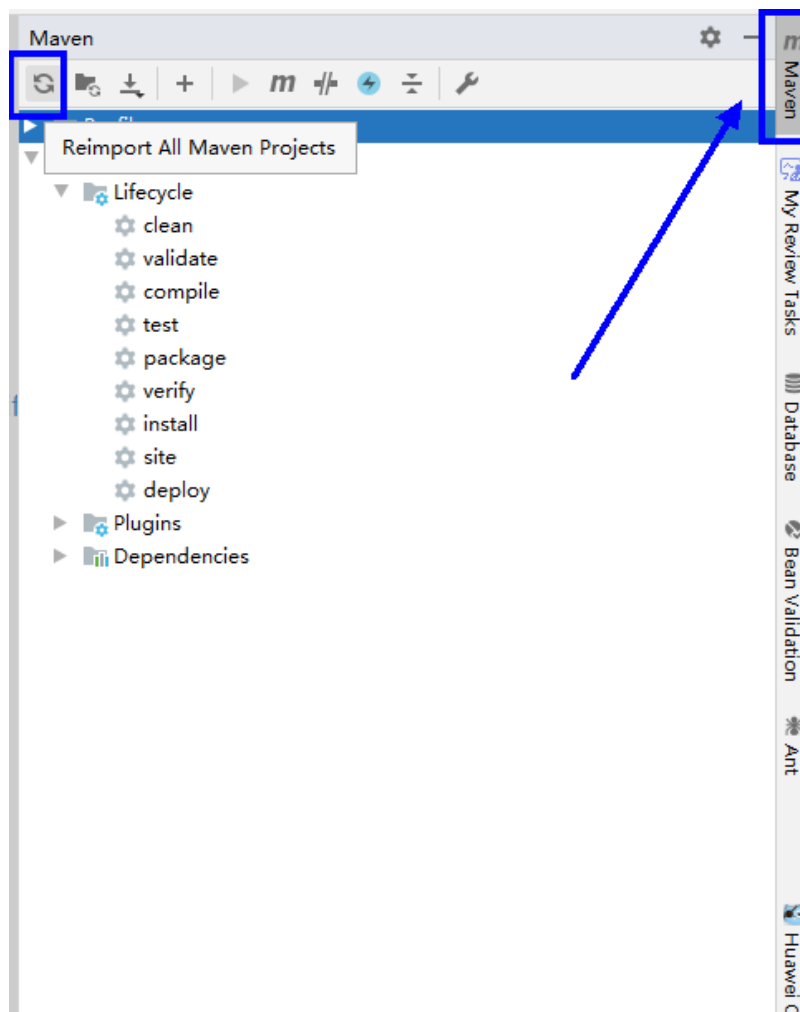 Maven
Reimport All Maven Projects
Lifecycle
clean
validate
compile
test
package
verify
install
site
deploy
Plugins
Dependencies
m
Maven
My Review Tasks
Database
Bean Validation
Ant
Huawei